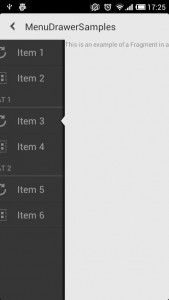 17:25
MenuDrawerSamples
Item 1
This is an example of a Fragment in a
Item 2
AT 1
Item 3
Item 4
AT 2
Item 5
Item 6